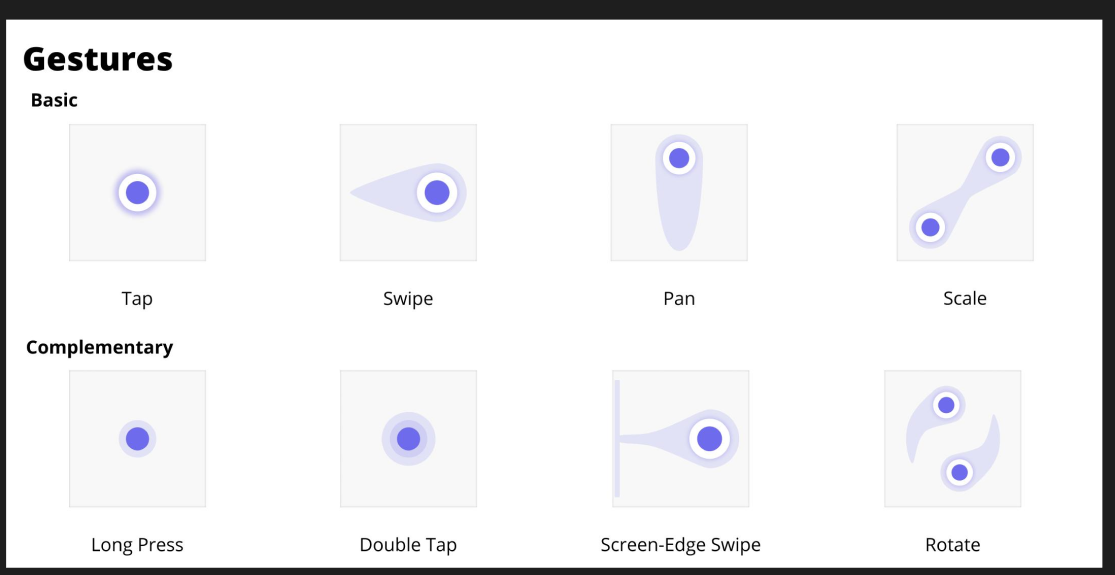 Gestures
Basic
Tap
Swipe
Pan
Scale
Complementary
Long Press
Double Tap
Screen-Edge Swipe
Rotate